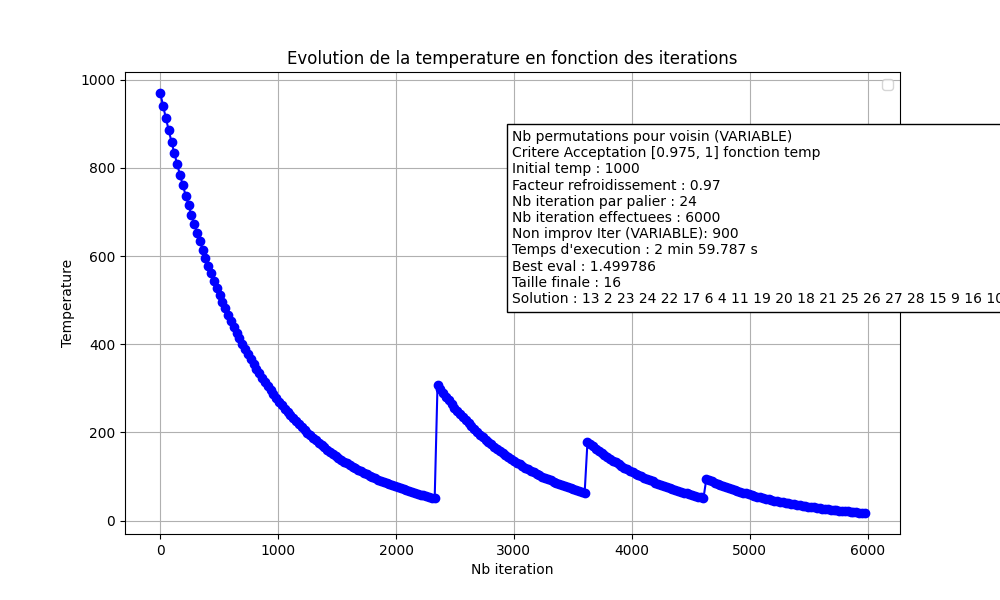 Evolution de la temperature en fonction des iterations
1000
800
600
400
200
0
Temperature
Nb permutations pour voisin (VARIABLE)
Critere Acceptation [0.975, 1] fonction temp
Initial temp : 1000
Facteur refroidissement : 0.97
Nb iteration par palier : 24
Nb iteration effectuees : 6000
Non improv Iter (VARIABLE): 900
Temps d'execution : 2 min 59.787 s
Best eval : 1.499786
Taille finale : 16
Solution : 13 2 23 24 22 17 6 4 11 19 20 18 21 25 26 27 28 15 9 16 10
0 1000 2000 3000 4000 5000 6000
Nb iteration